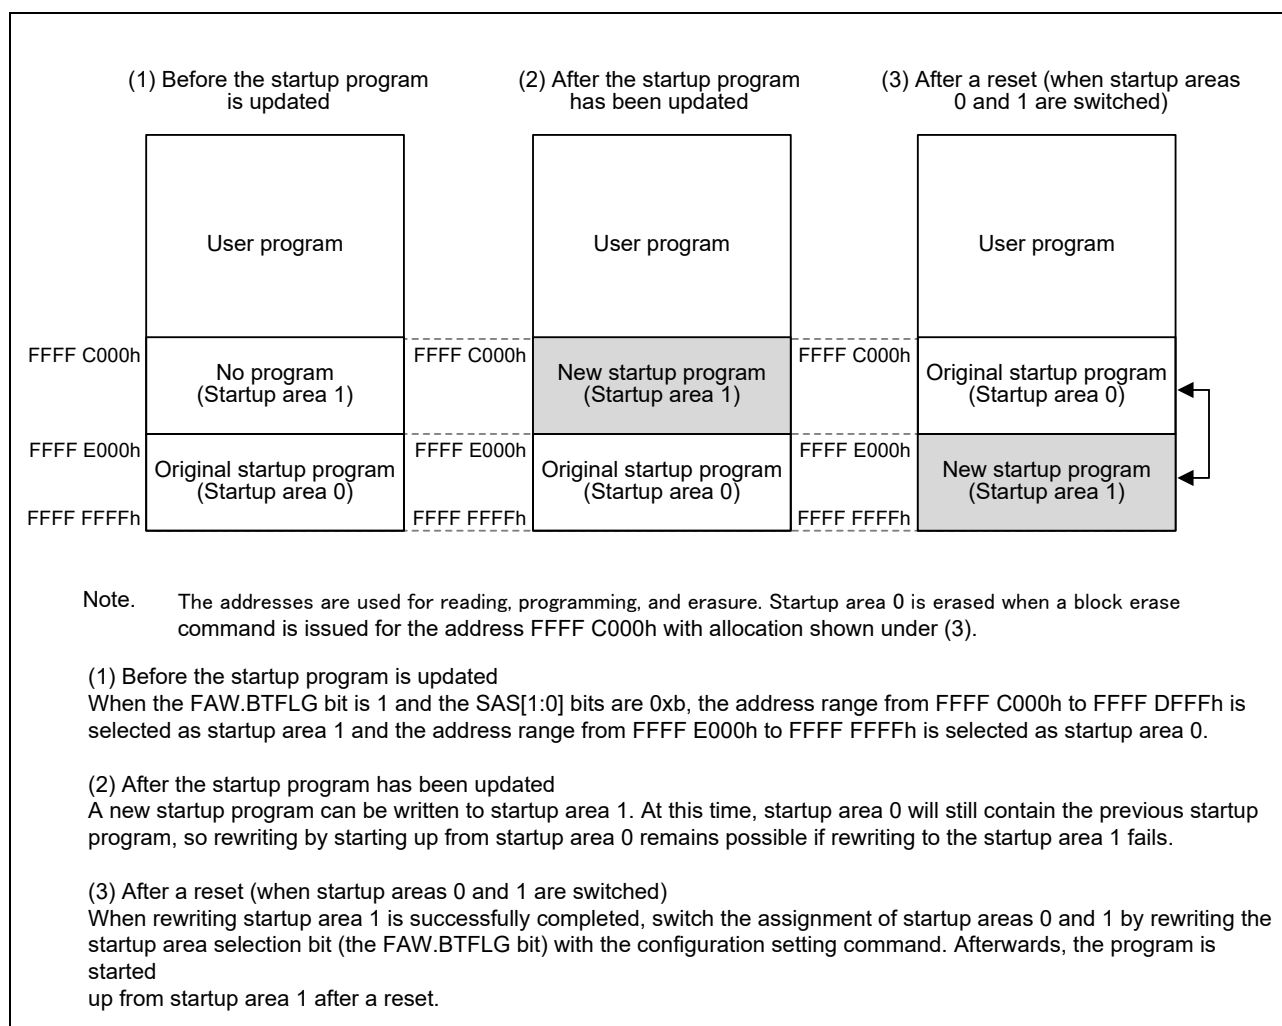 (1) Before the startup program
is updated
(2) After the startup program
has been updated
(3) After a reset (when startup areas
0 and 1 are switched)
User program
User program
User program
FFFF C000h
No program
(Startup area 1)
FFFF C000h
New startup program
(Startup area 1)
FFFF C000h
Original startup program
(Startup area 0)
FFFF E000h
Original startup program
(Startup area 0)
FFFF E000h
Original startup program
(Startup area 0)
FFFF E000h
New startup program
(Startup area 1)
FFFF FFFFh
FFFF FFFFh
FFFF FFFFh
Note. The addresses are used for reading, programming, and erasure. Startup area 0 is erased when a block erase
command is issued for the address FFFF C000h with allocation shown under (3).
(1) Before the startup program is updated
When the FAW.BTFLG bit is 1 and the SAS[1:0] bits are 0xb, the address range from FFFF C000h to FFFF DFFFh is
selected as startup area 1 and the address range from FFFF E000h to FFFF FFFFh is selected as startup area 0.
(2) After the startup program has been updated
A new startup program can be written to startup area 1. At this time, startup area 0 will still contain the previous startup
program, so rewriting by starting up from startup area 0 remains possible if rewriting to the startup area 1 fails.
(3) After a reset (when startup areas 0 and 1 are switched)
When rewriting startup area 1 is successfully completed, switch the assignment of startup areas 0 and 1 by rewriting the
startup area selection bit (the FAW.BTFLG bit) with the configuration setting command. Afterwards, the program is
started
up from startup area 1 after a reset.